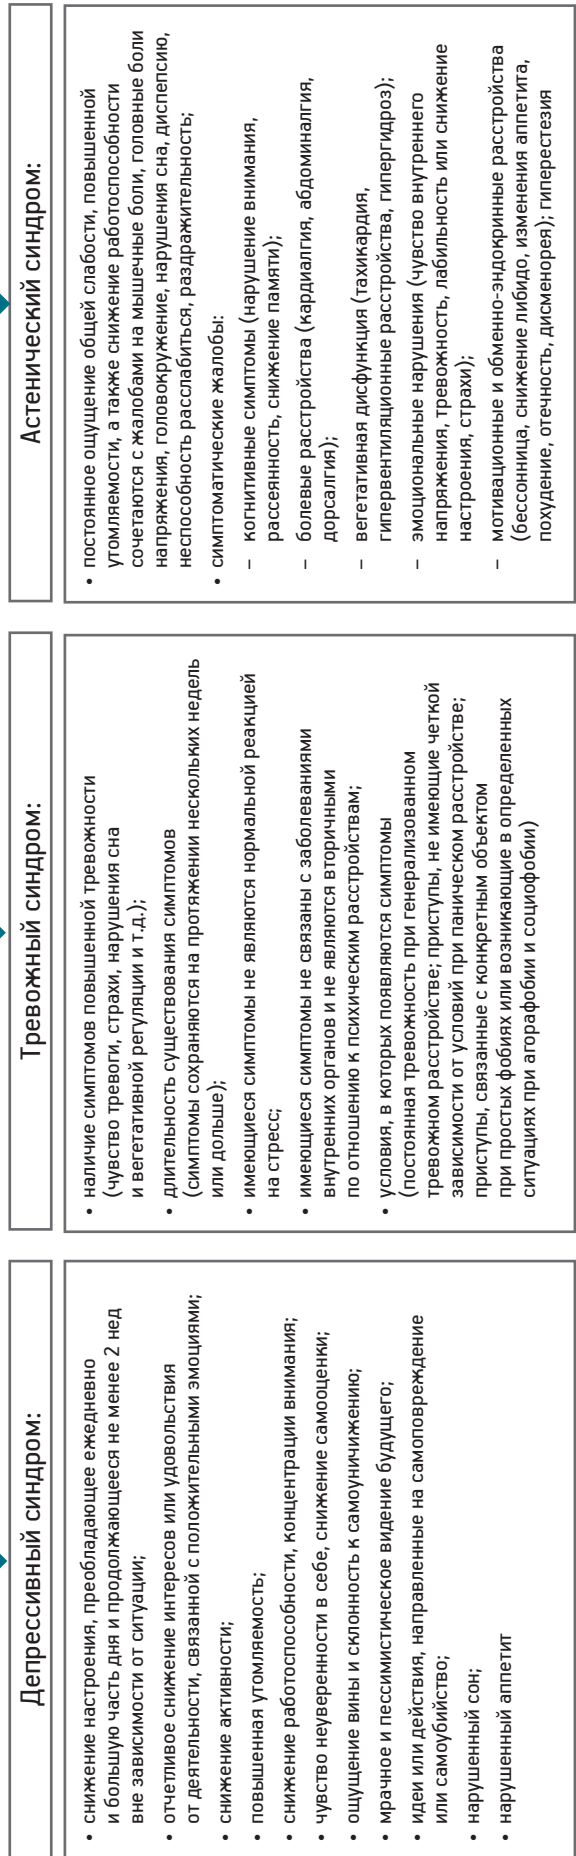 Депрессивный синдром:
• снижение настроения, преобладающее ежедневно
и большую часть дня и продолжающееся не менее 2 нед
вне зависимости от ситуации;
• отчетливое снижение интересов или удовольствия
от деятельности, связанной с положительными эмоциями;
• снижение активности;
• повышенная утомляемость;
• снижение работоспособности, концентрации внимания;
• чувство неуверенности в себе, снижение самооценки;
• ощущение вины и склонность к самоуничижению;
• мрачное и пессимистическое видение будущего;
• идеи или действия, направленные на самоповреждение
или самоубийство;
• нарушенный сон;
• нарушенный аппетит
Тревожный синдром:
• наличие симптомов повышенной тревожности
(чувство тревоги, страхи, нарушения сна
и вегетативной регуляции и т.д.);
• длительность существования симптомов
(симптомы сохраняются на протяжении нескольких недель
или дольше);
• имеющиеся симптомы не являются нормальной реакцией
на стресс;
• имеющиеся симптомы не связаны с заболеваниями
внутренних органов и не являются вторичными
по отношению к психическим расстройствам;
• условия, в которых появляются симптомы
(постоянная тревожность при генерализованном
тревожном расстройстве; приступы, не имеющие четкой
зависимости от условий при паническом расстройстве;
приступы, связанные с конкретным объектом
при простых фобиях или возникающие в определенных
ситуациях при агорафобии и социофобии)
Астенический синдром:
• постоянное ощущение общей слабости, повышенной
утомляемости, а также снижение работоспособности
сочетаются с жалобами на мышечные боли, головные боли
напряжения, головокружение, нарушения сна, диспепсию,
неспособность расслабиться, раздражительность;
• симптоматические жалобы:
– когнитивные симптомы (нарушение внимания,
рассеянность, снижение памяти);
– болевые расстройства (кардиалгия, абдоминалгия,
дорсалгия);
– вегетативная дисфункция (тахикардия,
гипервентиляционные расстройства, гипергидроз);
– эмоциональные нарушения (чувство внутреннего
напряжения, тревожность, лабильность или снижение
настроения, страхи);
– мотивационные и обменно-эндокринные расстройства
(бессонница, снижение либидо, изменения аппетита,
похудение, отечность, дисменорея); гиперестезия